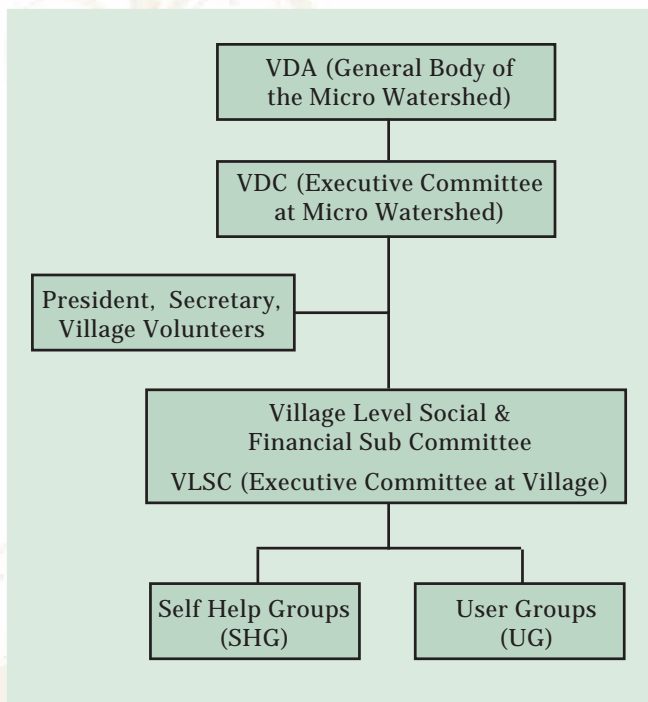 VDA (General Body of
the Micro Watershed)
VDC (Executive Committee
at Micro Watershed)
President, Secretary,
Village Volunteers
Village Level Social &
Financial Sub Committee
VLSC (Executive Committee at Village)
Self Help Groups
(SHG)
User Groups
(UG)